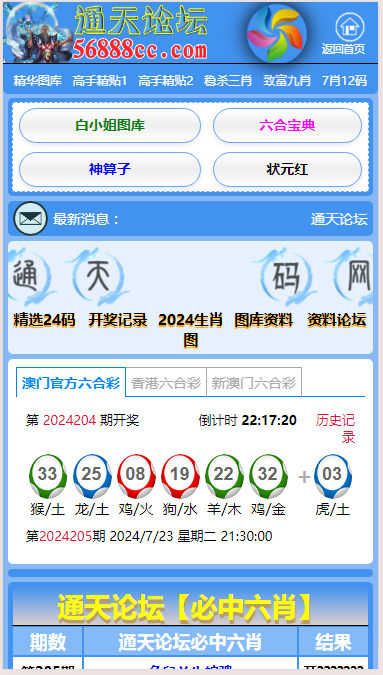 通天论坛
56888cc.com
返回首页
精华图库 高手精贴1 高手精贴2 稳杀三肖 致富九肖 7肖12码
白小姐图库 六合宝典
神算子 状元红
最新消息： 通天论坛
通 天 码 网
精选24码 开奖记录 2024生肖图库 图库资料 资料论坛
澳门官方六合彩 香港六合彩 新澳门六合彩
第 2024204 期开奖 倒计时 22:17:20 历史记录
33 25 08 19 22 32 + 03
猴/土 龙/土 鸡/火 狗/水 羊/木 鸡/金 虎/土
第2024205期 2024/7/23 星期二 21:30:00
通天论坛【必中六肖】
期数 通天论坛必中六肖 结果